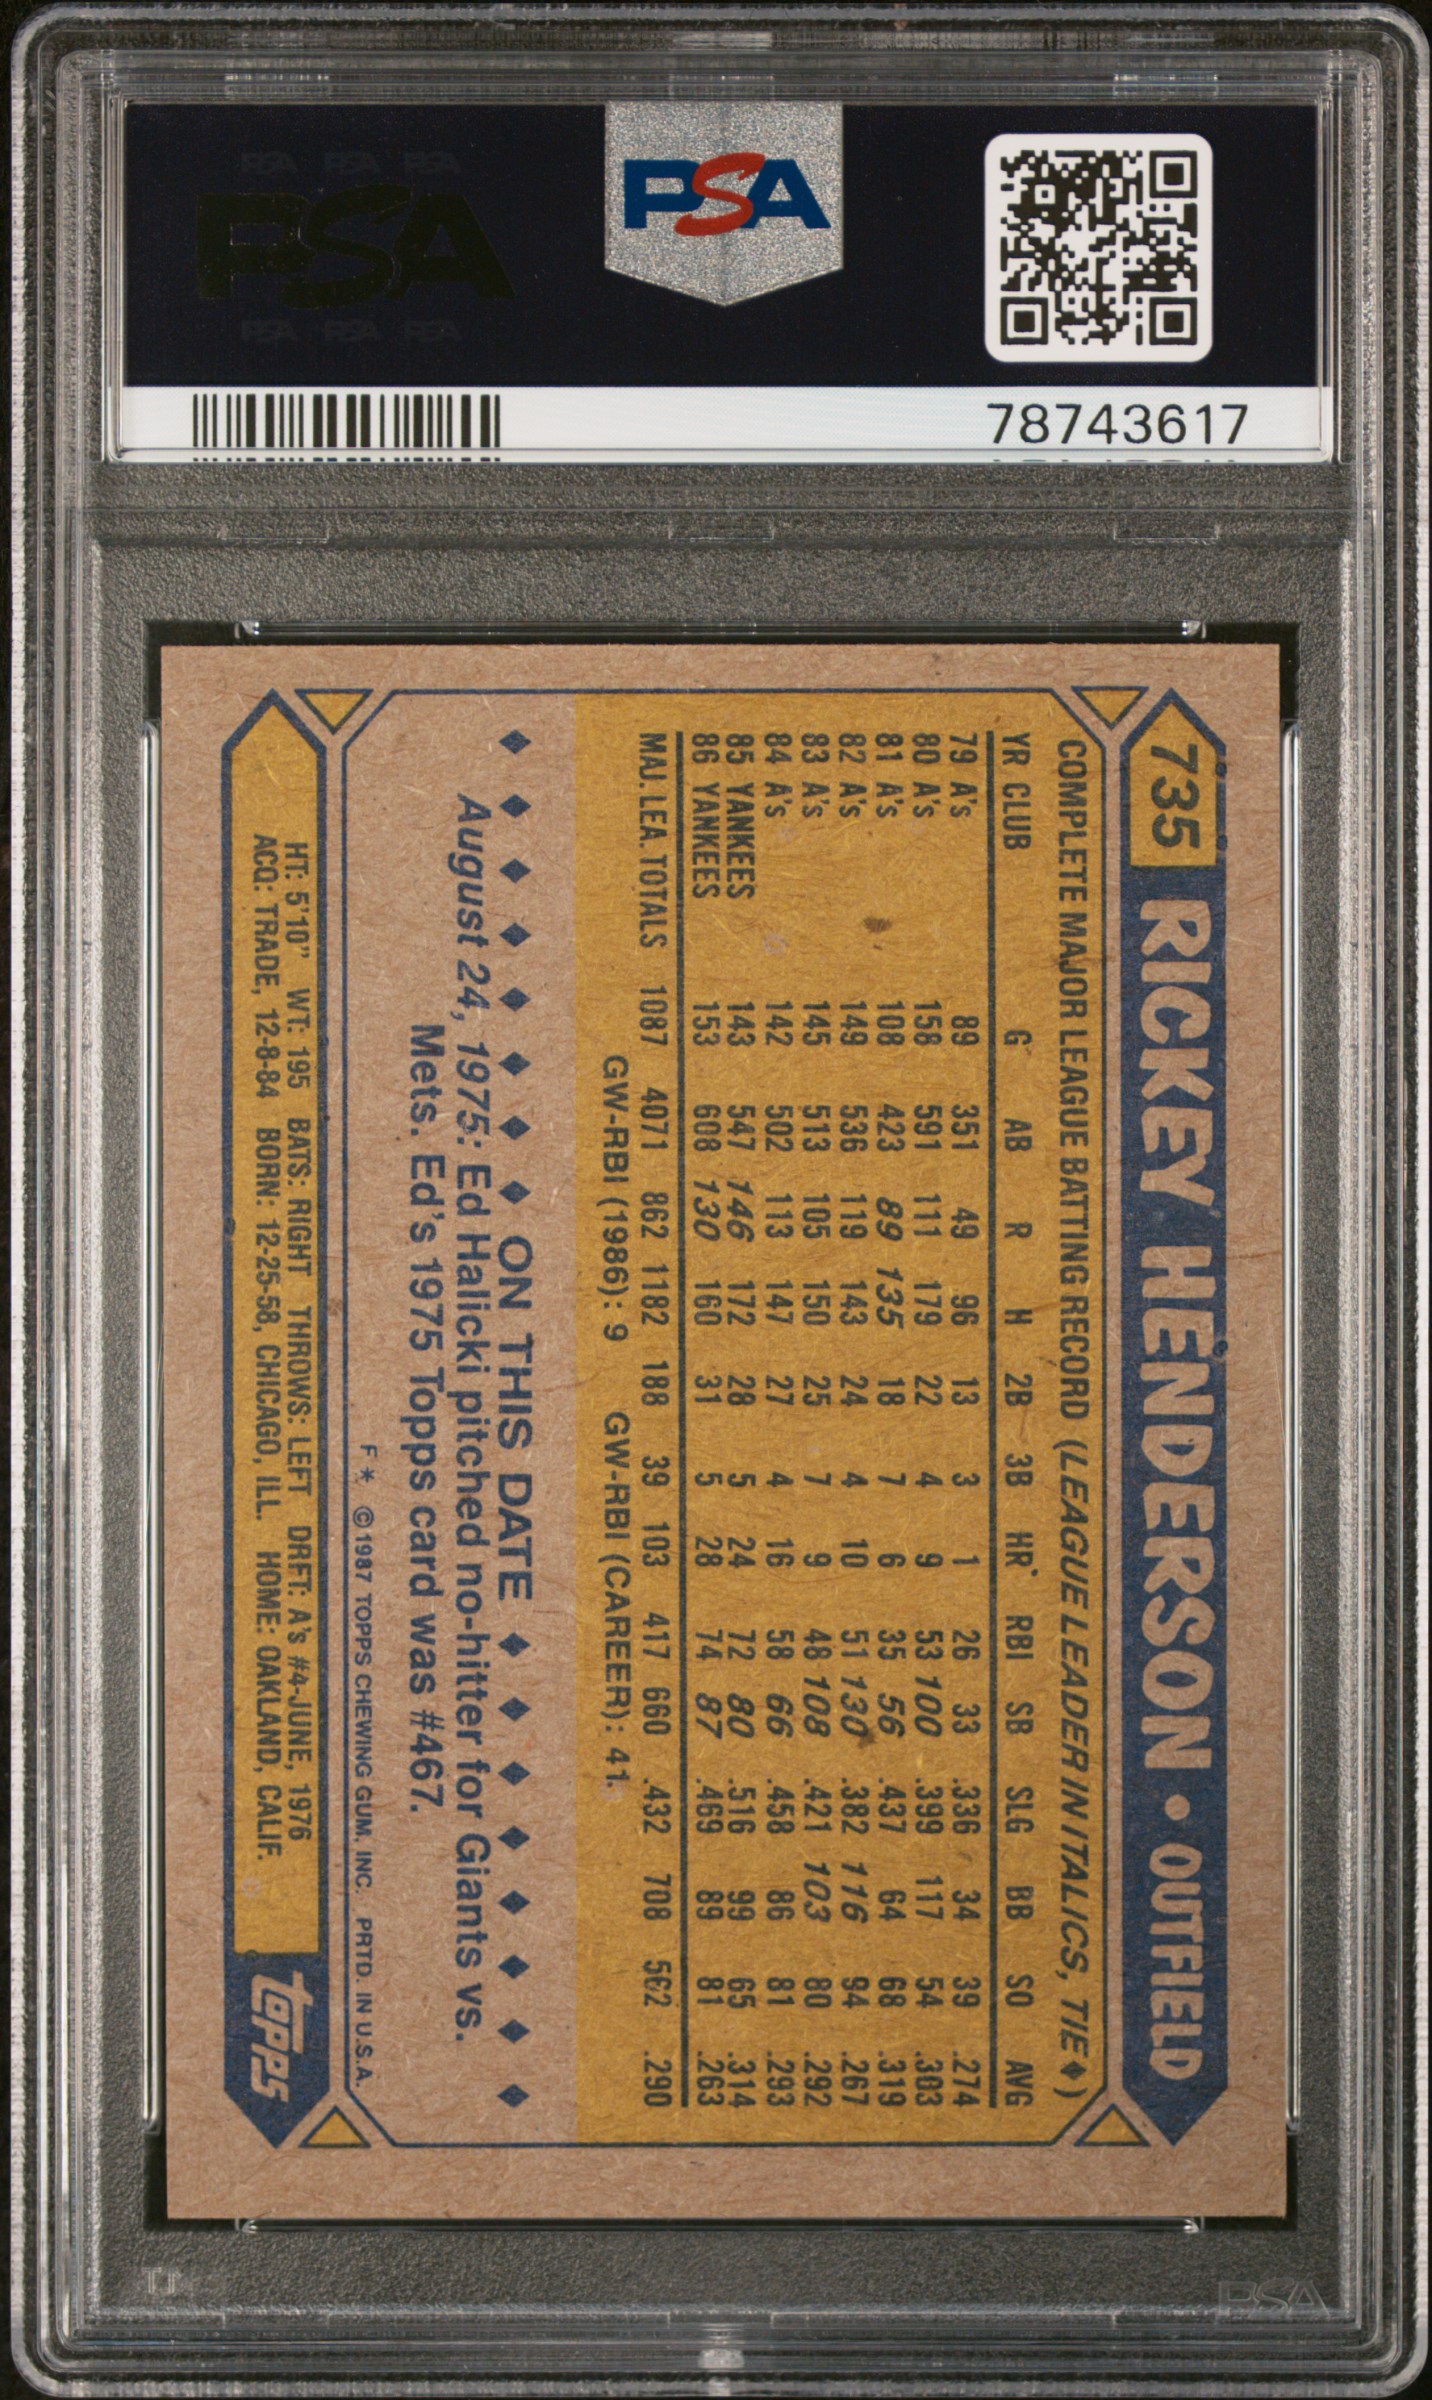 PSA PSA PSA
PSA
PSA PSA PSA
PSA
78743617
735 RICKEY HENDERSON • OUTFIELD
COMPLETE MAJOR LEAGUE BATTING RECORD (LEAGUE LEADER IN ITALICS, TIE ♦)
YR CLUB G AB R H 2B 3B HR RBI SB SLG BB SO AVG
79 A's 89 351 49 96 13 3 1 26 33 .336 34 39 .274
80 A's 158 591 111 179 22 4 9 53 100 .399 117 54 .303
81 A's 108 423 89 135 18 7 6 35 56 .437 64 68 .319
82 A's 149 536 119 143 24 4 10 51 130 .382 116 94 .267
83 A's 145 513 105 150 25 7 9 48 108 .421 103 80 .292
84 A's 142 502 113 147 27 4 16 58 66 .458 86 81 .293
85 YANKEES 143 547 146 172 28 5 24 72 80 .516 99 65 .314
86 YANKEES 153 608 130 160 31 5 28 74 87 .469 89 81 .263
MAJ. LEA. TOTALS 1087 4071 862 1182 188 39 103 417 660 .432 708 562 .290
GW-RBI (1986): 9 GW-RBI (CAREER): 41.
♦ ♦ ♦ ♦ ♦ ♦ ♦ ♦ ON THIS DATE ♦ ♦ ♦ ♦ ♦ ♦ ♦ ♦
August 24, 1975: Ed Halicki pitched no-hitter for Giants vs.
Mets. Ed's 1975 Topps card was #467.
F * ©1987 TOPPS CHEWING GUM, INC. PRTD. IN U.S.A.
HT: 5'10" WT: 195 BATS: RIGHT THROWS: LEFT DRFT: A's #4-JUNE, 1976
ACQ: TRADE, 12-8-84 BORN: 12-25-58, CHICAGO, ILL. HOME: OAKLAND, CALIF.
topps
PSA